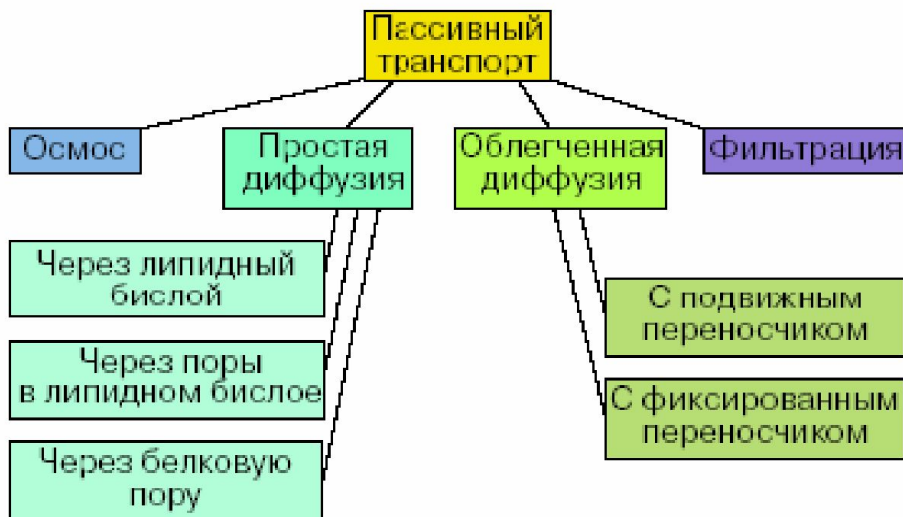 Пассивный
транспорт
Осмос
Простая
диффузия
Облегченная
диффузия
Фильтрация
Через липидный
бислой
Через поры
в липидном бислое
Через белковую
пору
С подвижным
переносчиком
С фиксированным
переносчиком